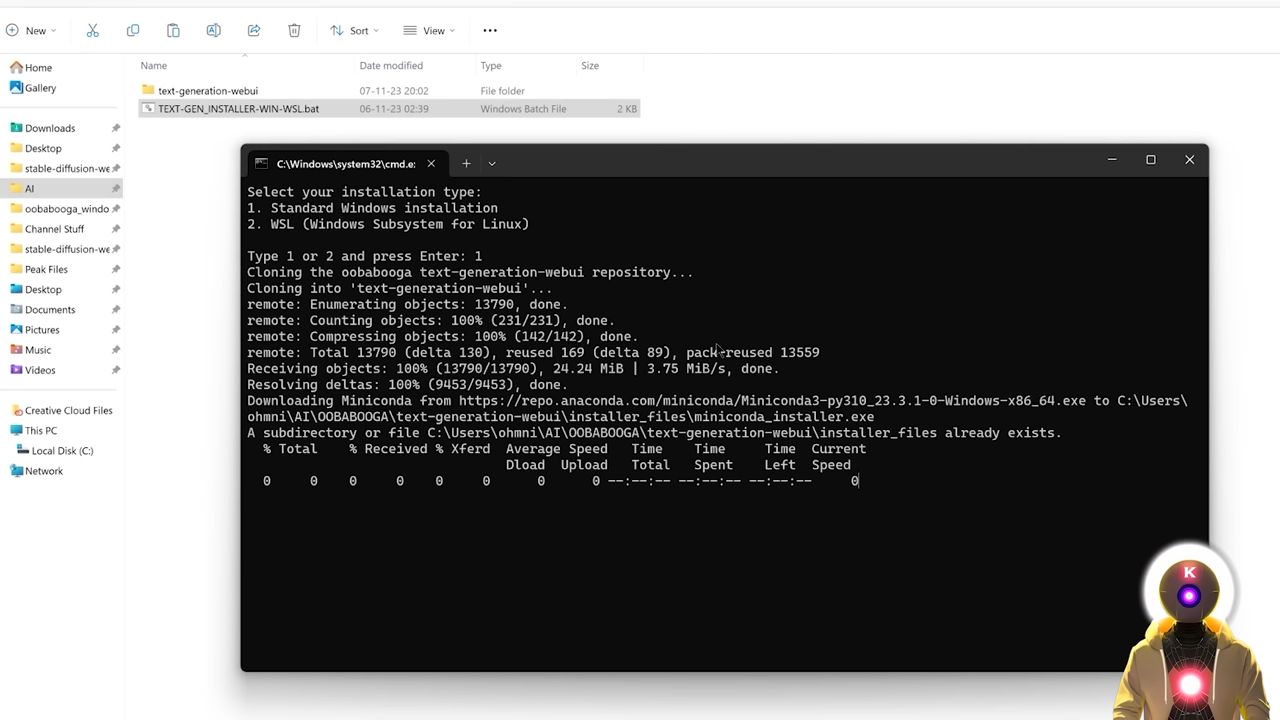 New
Sort
View
Name Date modified Type Size
text-generation-webui 07-11-23 20:02 File folder
TEXT-GEN_INSTALLER-WIN-WSL.bat 06-11-23 02:39 Windows Batch File 2 KB
Home
Gallery
Downloads
Desktop
stable-diffusion-we
AI
oobabooga_windo
Channel Stuff
stable-diffusion-we
Peak Files
Desktop
Documents
Pictures
Music
Videos
Creative Cloud Files
This PC
Local Disk (C:)
Network
C:\Windows\system32\cmd.e:
Select your installation type:
1. Standard Windows installation
2. WSL (Windows Subsystem for Linux)
Type 1 or 2 and press Enter: 1
Cloning the oobabooga text-generation-webui repository...
Cloning into 'text-generation-webui'...
remote: Enumerating objects: 13790, done.
remote: Counting objects: 100% (231/231), done.
remote: Compressing objects: 100% (142/142), done.
remote: Total 13790 (delta 130), reused 169 (delta 89), pack-reused 13559
Receiving objects: 100% (13790/13790), 24.24 MiB | 3.75 MiB/s, done.
Resolving deltas: 100% (9453/9453), done.
Downloading Miniconda from https://repo.anaconda.com/miniconda/Miniconda3-py310_23.3.1-0-Windows-x86_64.exe to C:\Users\
ohmni\AI\OOBABOOGA\text-generation-webui\installer_files\miniconda_installer.exe
A subdirectory or file C:\Users\ohmni\AI\OOBABOOGA\text-generation-webui\installer_files already exists.
% Total % Received % Xferd Average Speed Time Time Time Current
Dload Upload Total Spent Left Speed
0 0 0 0 0 0 0 0 --:--:-- --:--:-- --:--:-- 0
K